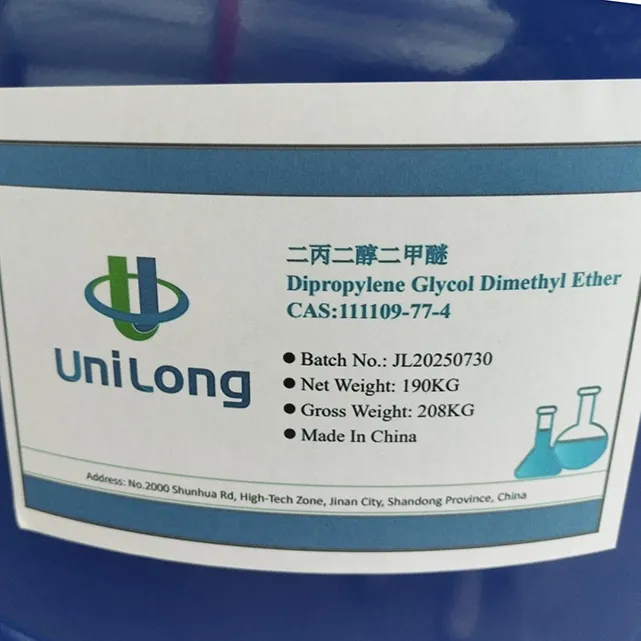 二丙二醇二甲醚
Dipropylene Glycol Dimethyl Ether
CAS:111109-77-4
UniLong
Batch No.: JL20250730
Net Weight: 190KG
Gross Weight: 208KG
Made In China
Address: No.2000 Shunhua Rd, High-Tech Zone, Jinan City, Shandong Province, China